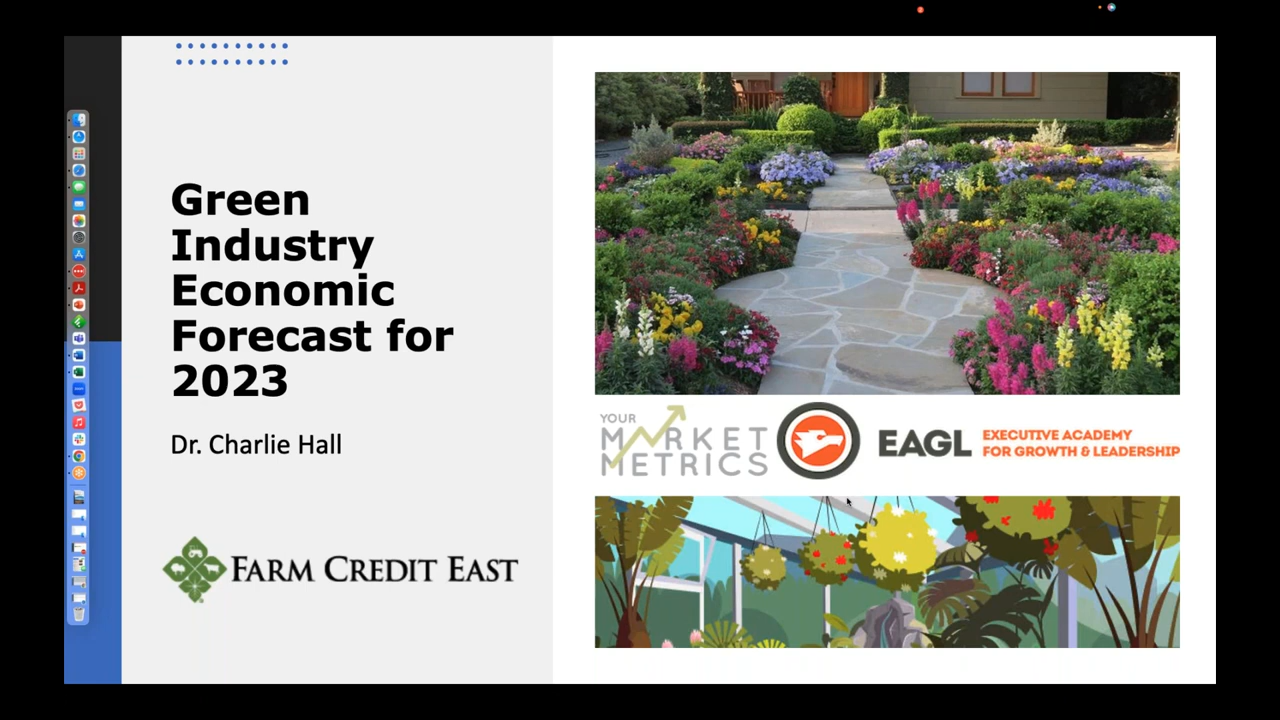 Green
Industry
Economic
Forecast for
2023
Dr. Charlie Hall
FARM CREDIT EAST
YOUR
MARKET
METRICS
EAGL
EXECUTIVE ACADEMY
FOR GROWTH & LEADERSHIP